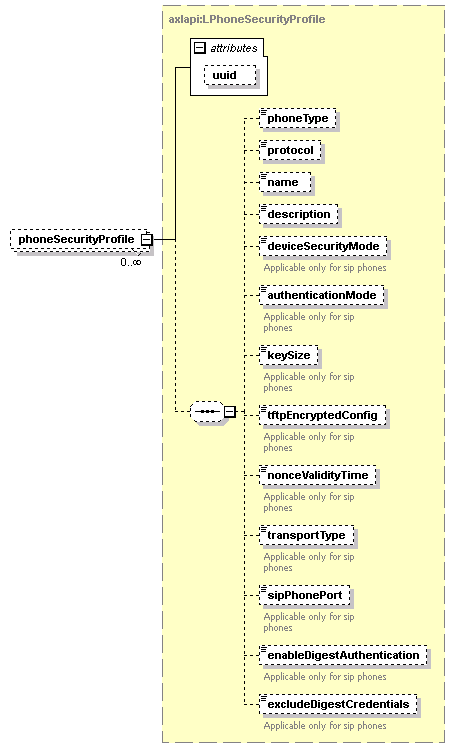 axlapi:LPhoneSecurityProfile
attributes
uuid
phoneType
protocol
name
description
phoneSecurityProfile
0..∞
deviceSecurityMode
Applicable only for sip phones
authenticationMode
Applicable only for sip
phones
keySize
Applicable only for sip
phones
tftpEncryptedConfig
Applicable only for sip
phones
nonceValidityTime
Applicable only for sip
phones
transportType
Applicable only for sip
phones
sipPhonePort
Applicable only for sip
phones
enableDigestAuthentication
Applicable only for sip phones
excludeDigestCredentials
Applicable only for sip phones